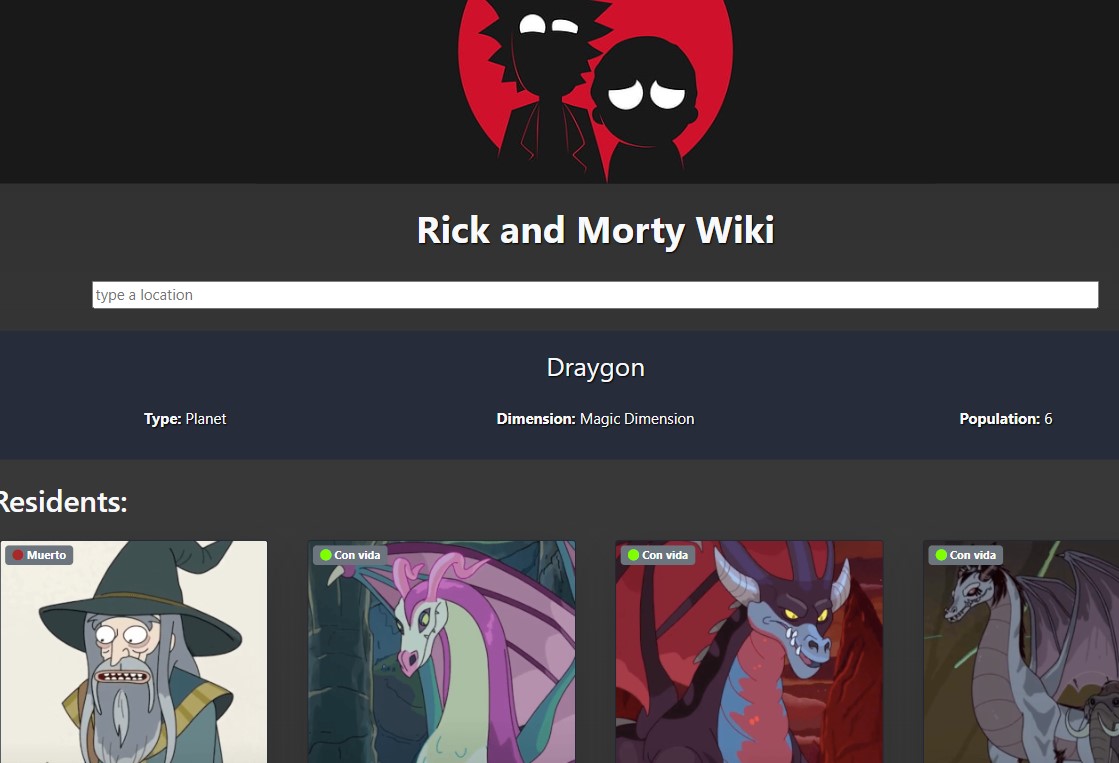 Rick and Morty Wiki
type a location
Draygon
Type: Planet Dimension: Magic Dimension Population: 6
Residents:
Muerto Con vida Con vida Con vida